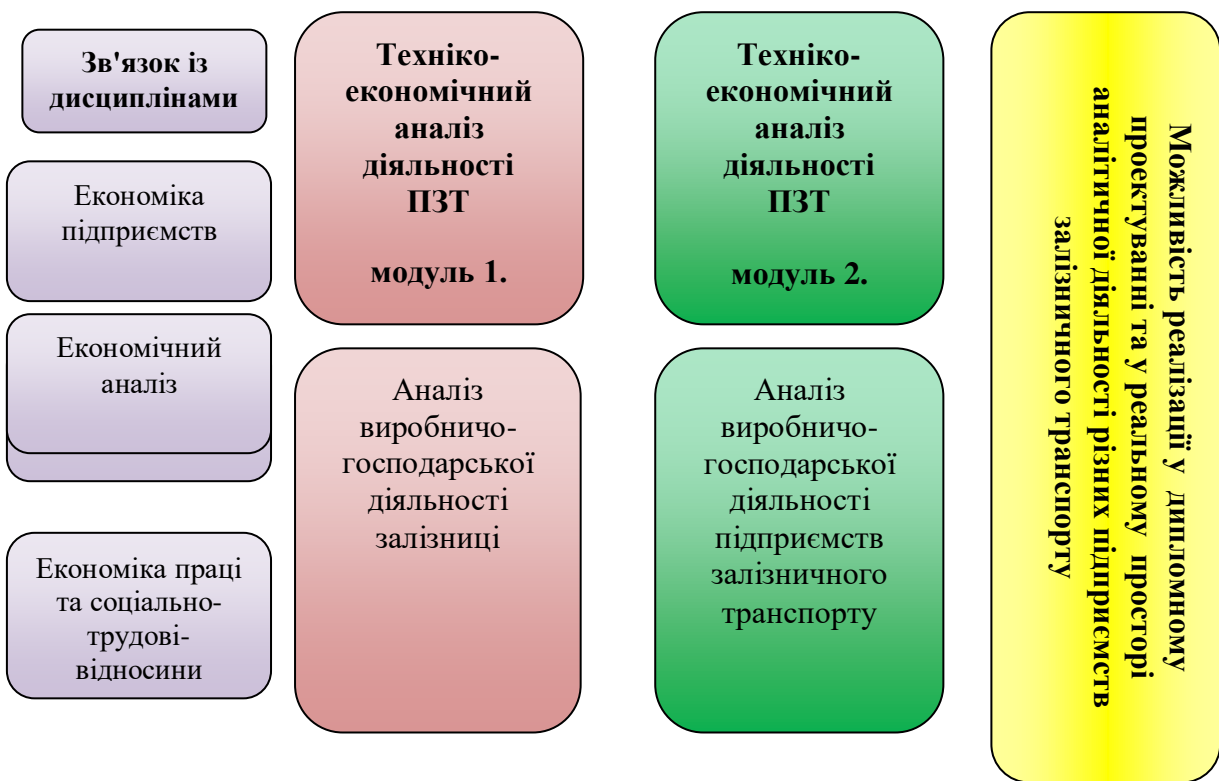 Зв'язок із
дисциплінами
Економіка
підприємств
Економічний
аналіз
Економіка праці
та соціально-
трудові-
відносини
Техніко-
економічний
аналіз
діяльності
ПЗТ
модуль 1.
Аналіз
виробничо-
господарської
діяльності
залізниці
Техніко-
економічний
аналіз
діяльності
ПЗТ
модуль 2.
Аналіз
виробничо-
господарської
діяльності
підприємств
залізничного
транспорту
Можливість реалізації у дипломному
проектуванні та у реальному просторі
аналітичної діяльності різних підприємств
залізничного транспорту